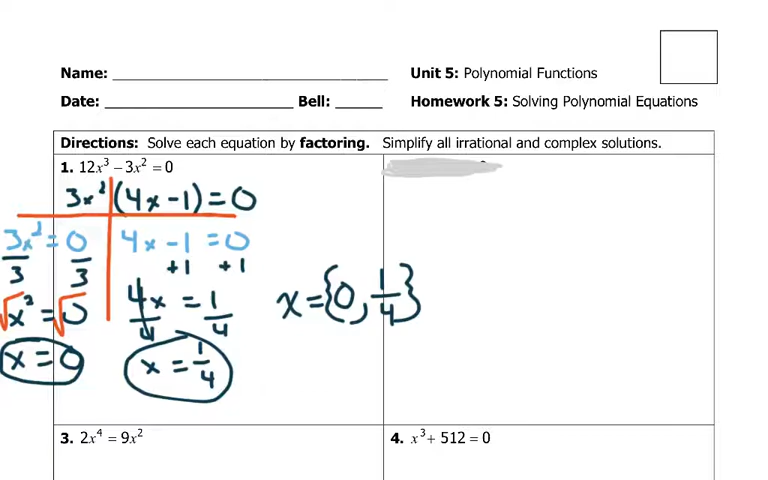 Name: ____________________ Unit 5: Polynomial Functions
Date: ____________________ Bell: ______ Homework 5: Solving Polynomial Equations
Directions: Solve each equation by factoring. Simplify all irrational and complex solutions.
1. 12x³ − 3x² = 0
3x² (4x − 1) = 0
3x² = 0
3 3
√x² = √0
x = 0
4x − 1 = 0
+1 +1
4x = 1
4 4
x = 1/4
x = {0, 1/4}
3. 2x⁴ = 9x²
4. x³ + 512 = 0